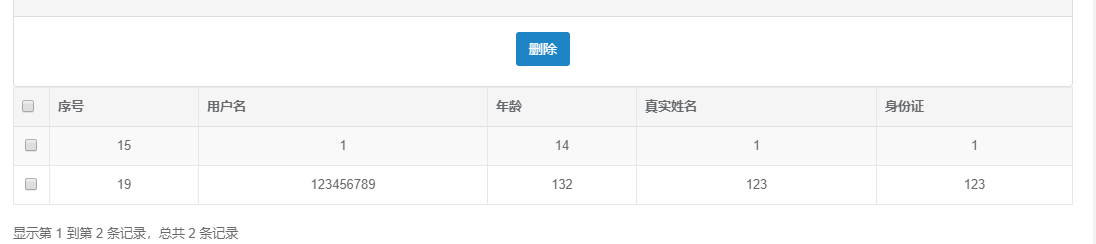 删除
序号 用户名 年龄 真实姓名 身份证
15 1 14 1 1
19 123456789 132 123 123
显示第 1 到第 2 条记录，总共 2 条记录